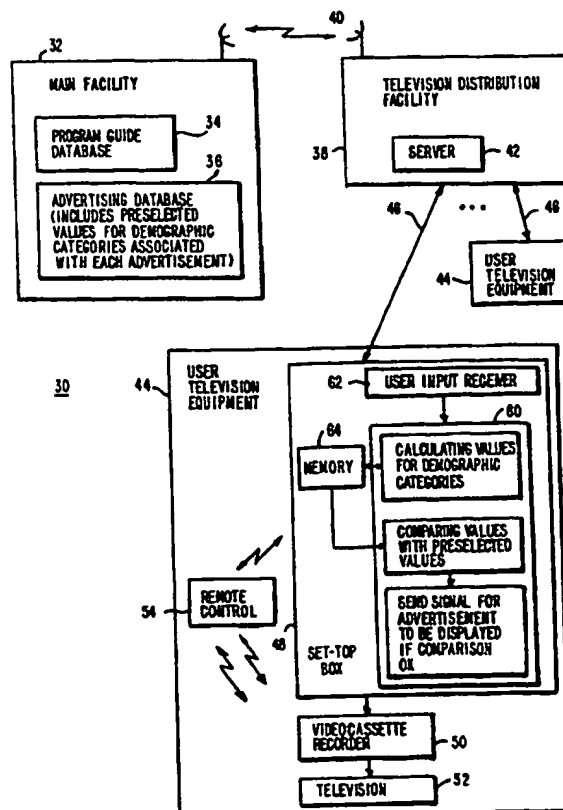 32
MAIN FACILITY
PROGRAM GUIDE
DATABASE
34
36
ADVERTISING DATABASE
(INCLUDES PRESELECTED
VALUES FOR DEMOGRAPHIC
CATEGORIES ASSOCIATED
WITH EACH ADVERTISEMENT)
40
TELEVISION DISTRIBUTION
FACILITY
38
SERVER
42
46
...
46
44
USER
TELEVISION
EQUIPMENT
30
44
USER
TELEVISION
EQUIPMENT
62
USER INPUT RECEIVER
60
64
MEMORY
CALCULATING VALUES
FOR DEMOGRAPHIC
CATEGORIES
COMPARING VALUES
WITH PRESELECTED
VALUES
SEND SIGNAL FOR
ADVERTISEMENT
TO BE DISPLAYED
IF COMPARISON
OK
REMOTE
CONTROL
54
48
SET-TOP
BOX
VIDEOCASSETTE
RECORDER
50
TELEVISION
52